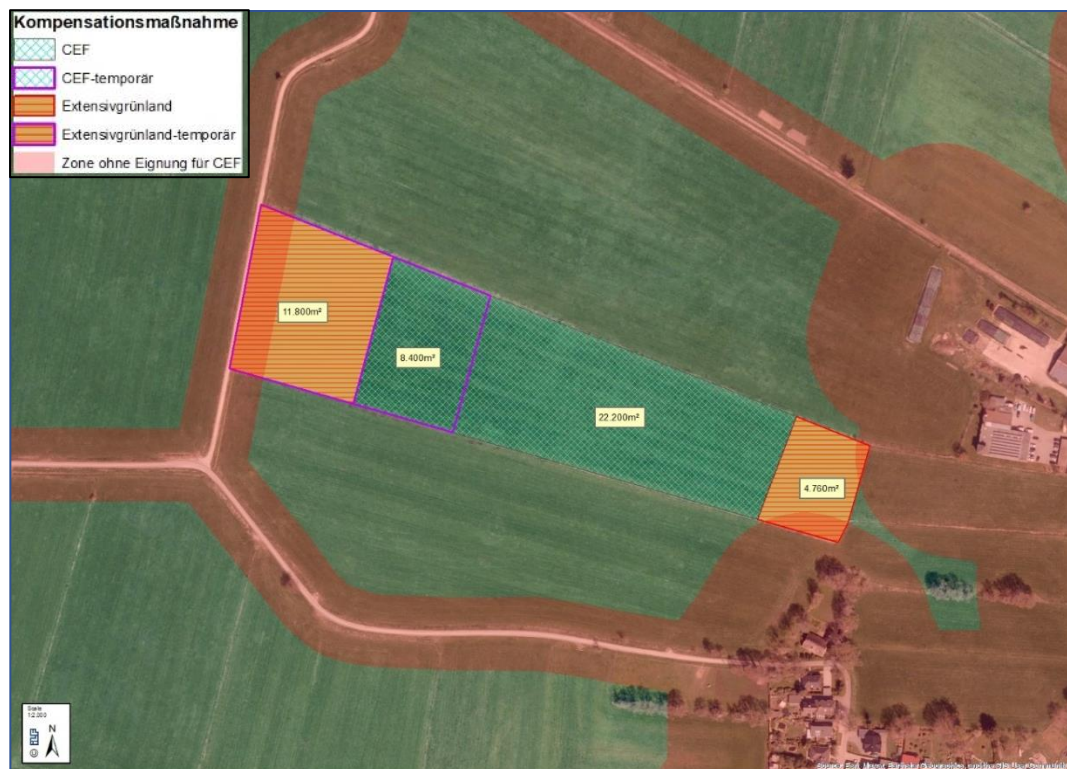 Kompensationsmaßnahme
CEF
CEF-temporär
Extensivgrünland
Extensivgrünland-temporär
Zone ohne Eignung für CEF
11.800m²
8.400m²
22.200m²
4.760m²
Scale
1:2.000
N